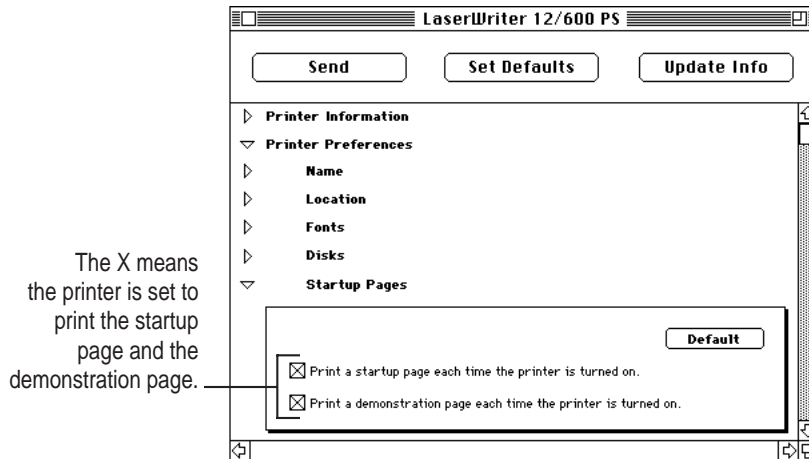 LaserWriter 12/600 PS
Send Set Defaults Update Info
Printer Information
Printer Preferences
Name
Location
Fonts
Disks
Startup Pages
The X means
the printer is set to
print the startup
page and the
demonstration page.
Default
Print a startup page each time the printer is turned on.
Print a demonstration page each time the printer is turned on.